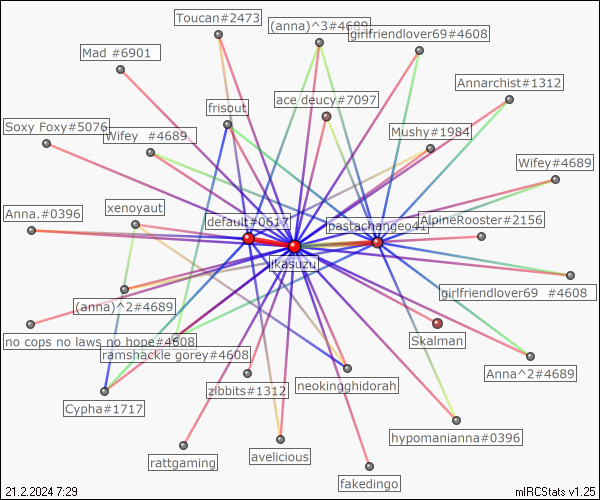 Toucan#2473
(anna)^3#4689
girlfriendlover69#4608
Mad #6901
Annarchist#1312
ace deucy#7097
frisout
Soxy Foxy#5076
Wifey  #4689
Mushy#1984
Wifey#4689
xenoyaut
Anna.#0396
default#0617
pastachangeo41
AlpineRooster#2156
ikasuzu
(anna)^2#4689
girlfriendlover69  #4608
no cops no laws no hope#4608
ramshackle gorey#4608
Skalman
Anna^2#4689
zibbits#1312
neokingghidorah
Cypha#1717
hypomanianna#0396
avelicious
rattgaming
fakedingo
21.2.2024 7:29
mIRCStats v1.25